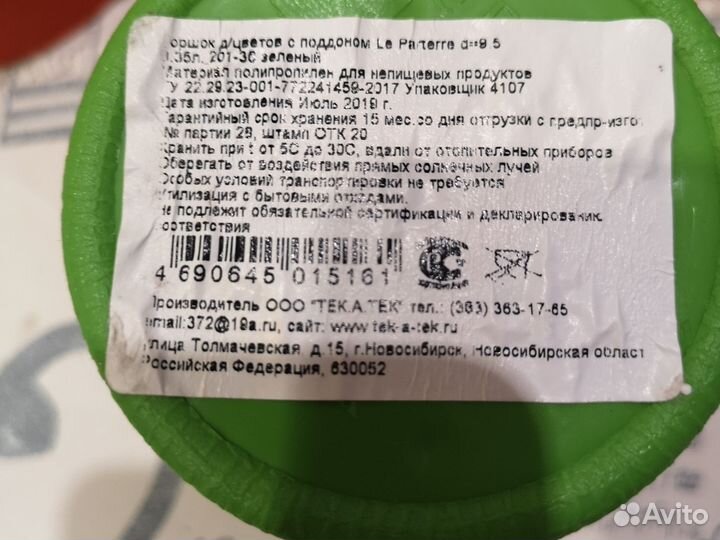 оршок д/цветов с поддоном Le Parterre d=9.5
0.35л. 201-3С зеленый
Материал полипропилен для непищевых продуктов
ТУ 22.29.23-001-772241459-2017 Упаковщик 4107
Дата изготовления Июль 2019 г.
Гарантийный срок хранения 15 мес.со дня отгрузки с предпр-изгот
№ партии 28, штамп ОТК 20
Хранить при t от 5С до 30С, вдали от отопительных приборов
Оберегать от воздействия прямых солнечных лучей
Особых условий транспортировки не требуется
Утилизация с бытовыми отходами.
Не подлежит обязательной сертификации и декларированию
соответствия
4 690645 015161
Производитель ООО "ТЕК.А.ТЕК" тел.: (383) 363-17-65
email:372@19a.ru, сайт: www.tek-a-tek.ru
улица Толмачевская д.15, г.Новосибирск, Новосибирская област
Российская Федерация, 630052
Avito